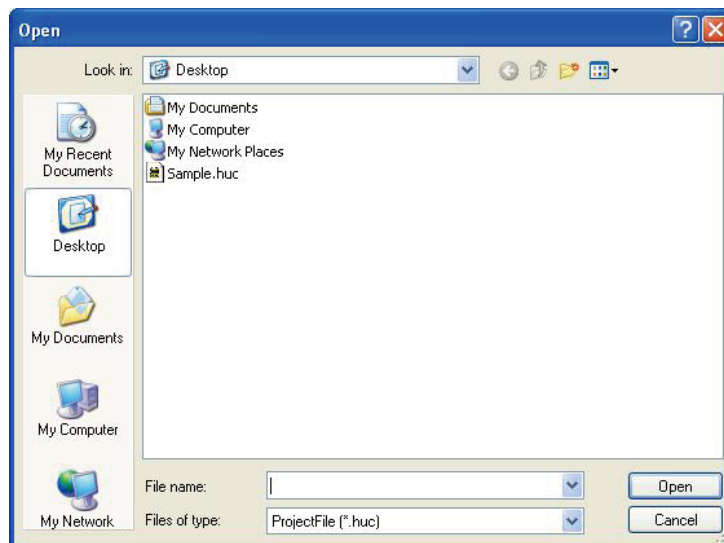 Open
Look in: Desktop
My Recent
Documents
Desktop
My Documents
My Computer
My Network
My Documents
My Computer
My Network Places
Sample.huc
File name:
Open
Files of type: ProjectFile (*.huc)
Cancel